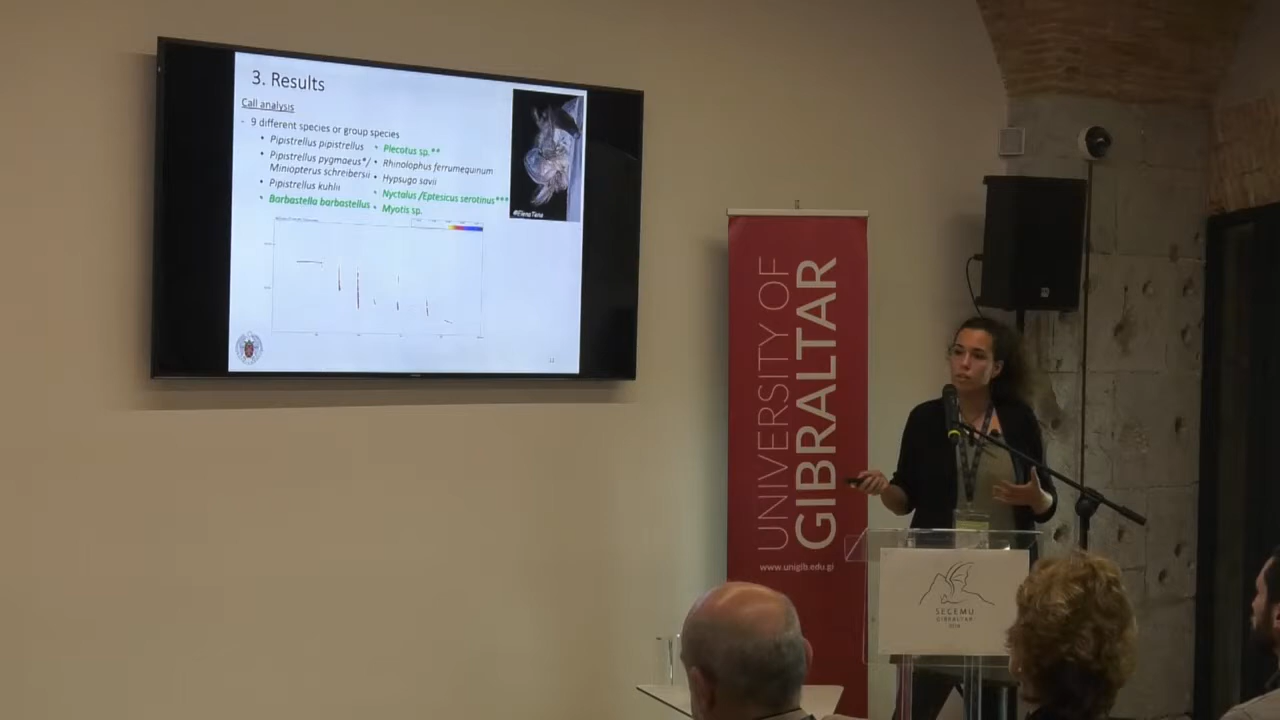 3. Results
Call analysis
- 9 different species or group species
• Pipistrellus pipistrellus
• Pipistrellus pygmaeus*/
Miniopterus schreibersii
• Pipistrellus kuhlii
• Barbastella barbastellus
• Plecotus sp.**
• Rhinolophus ferrumequinum
• Hypsugo savii
• Nyctalus /Eptesicus serotinus***
• Myotis sp.
#ElenaTena
12
UNIVERSITY OF
GIBRALTAR
www.unigib.edu.gi
SECEMU
GIBRALTAR